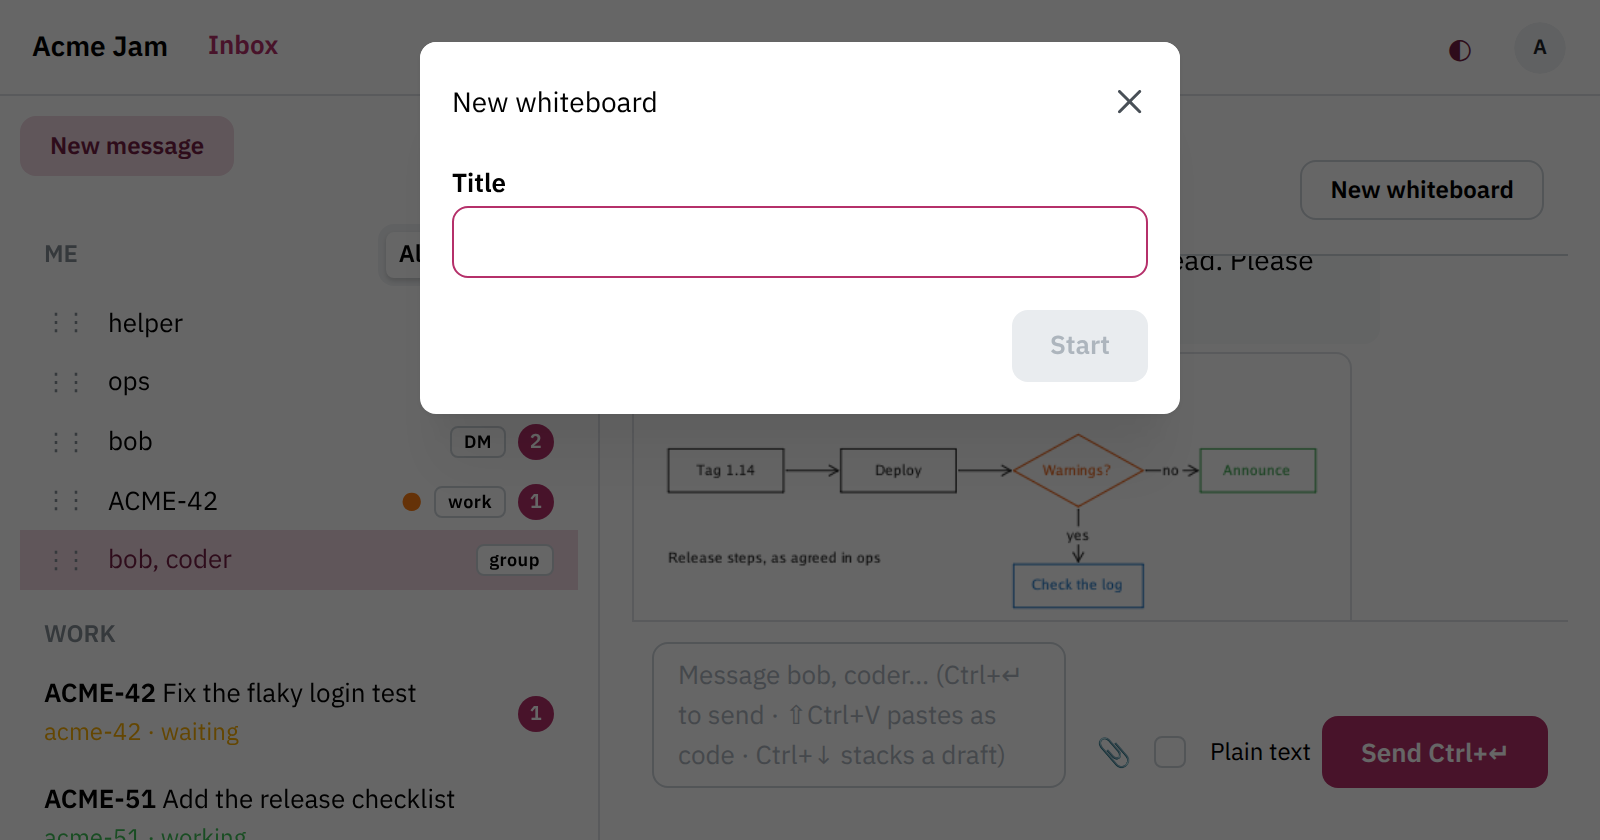 Acme Jam
Inbox
A
New message
New whiteboard
New whiteboard
Title
Start
ME
helper
ops
bob
DM
2
ACME-42
work
1
bob, coder
group
WORK
ACME-42 Fix the flaky login test
acme-42 · waiting
1
ACME-51 Add the release checklist
acme-51 · working
Please
Tag 1.14
Deploy
Warnings?
no
Announce
yes
Release steps, as agreed in ops
Check the log
Message bob, coder... (Ctrl+↵
to send · ⇧Ctrl+V pastes as
code · Ctrl+↓ stacks a draft)
Plain text
Send Ctrl+↵